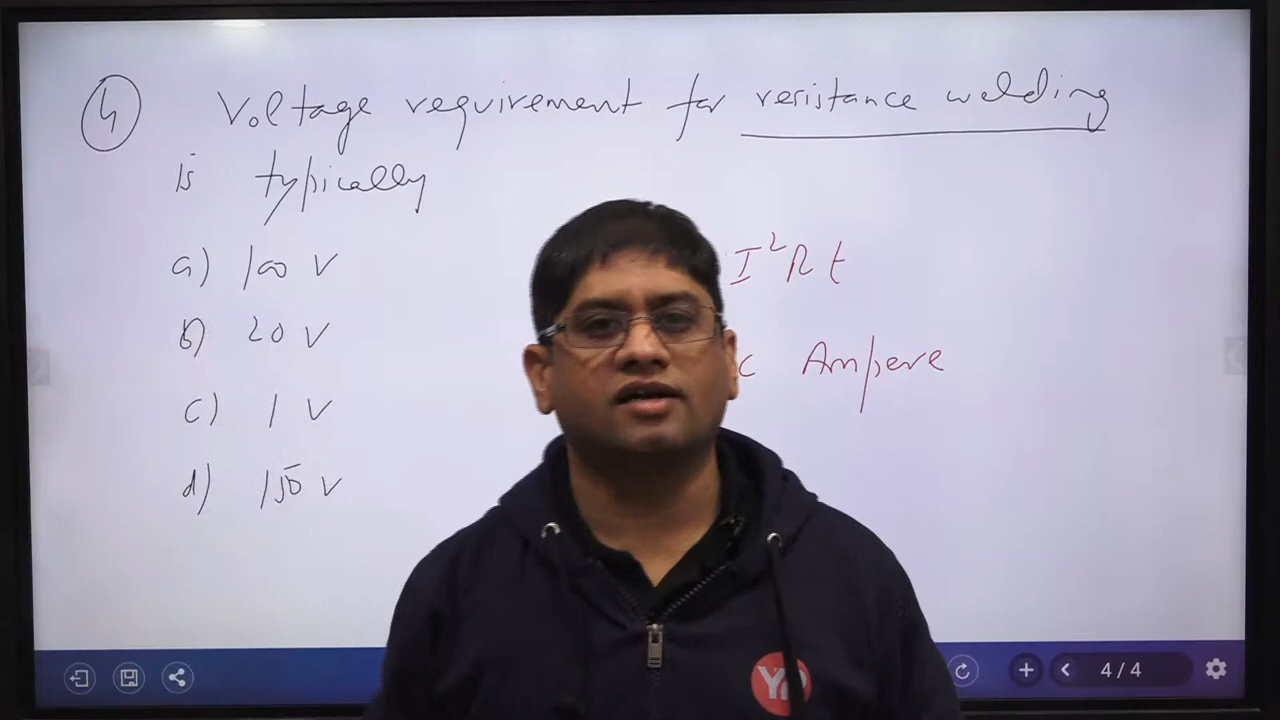 4 Voltage requirement for resistance welding
is typically
a) 100 V
b) 20 V
c) 1 V
d) 150 V
I²Rt
c Ampere
4/4